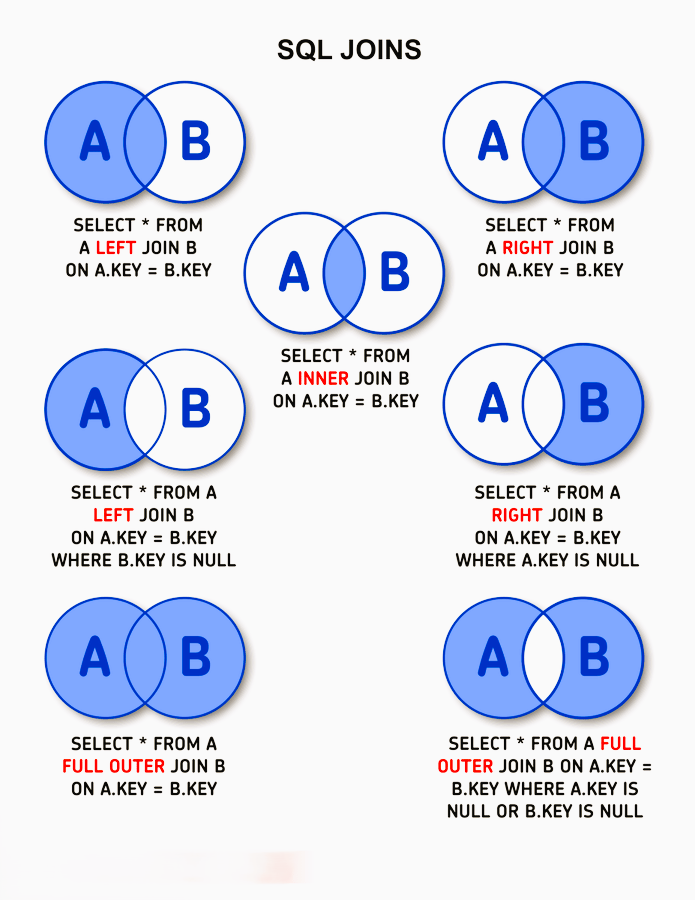 SQL JOINS
A B
SELECT * FROM
A LEFT JOIN B
ON A.KEY = B.KEY
A B
SELECT * FROM
A RIGHT JOIN B
ON A.KEY = B.KEY
A B
SELECT * FROM
A INNER JOIN B
ON A.KEY = B.KEY
A B
SELECT * FROM A
LEFT JOIN B
ON A.KEY = B.KEY
WHERE B.KEY IS NULL
A B
SELECT * FROM A
RIGHT JOIN B
ON A.KEY = B.KEY
WHERE A.KEY IS NULL
A B
SELECT * FROM A
FULL OUTER JOIN B
ON A.KEY = B.KEY
A B
SELECT * FROM A FULL
OUTER JOIN B ON A.KEY =
B.KEY WHERE A.KEY IS
NULL OR B.KEY IS NULL